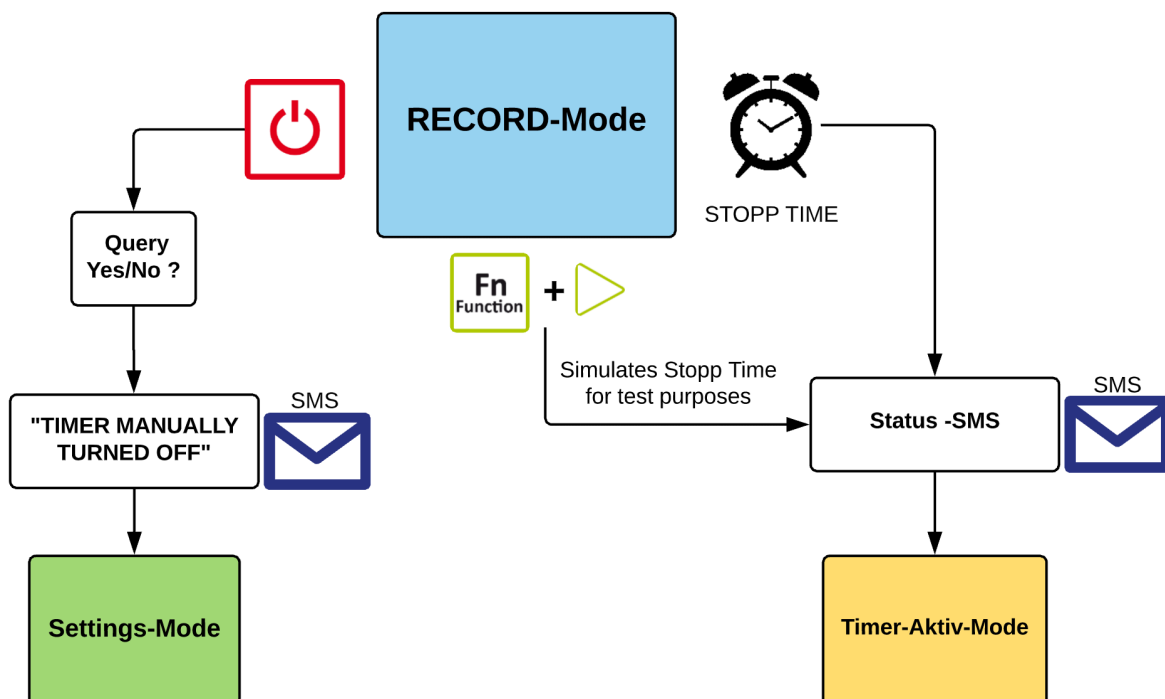 RECORD-Mode
STOPP TIME
Query
Yes/No ?
Fn
Function
+
Simulates Stopp Time
for test purposes
SMS
"TIMER MANUALLY
TURNED OFF"
SMS
Status -SMS
Settings-Mode
Timer-Aktiv-Mode